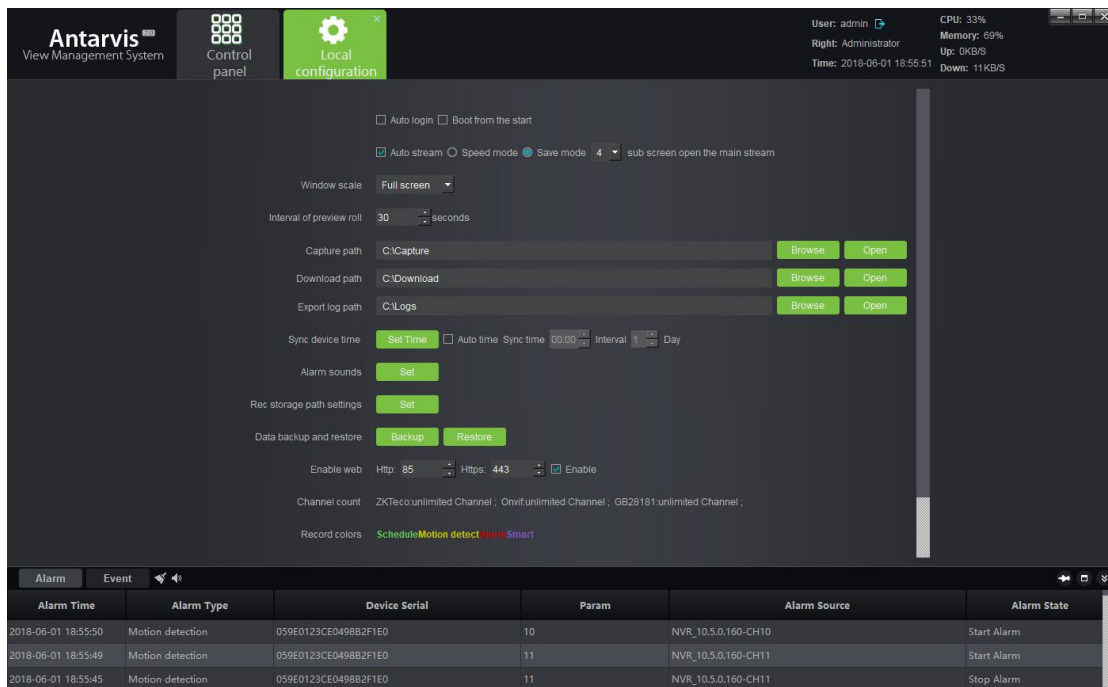 Antarvis 2.0
View Management System
Control
panel
Local
configuration
User: admin
Right: Administrator
Time: 2018-06-01 18:55:51
CPU: 33%
Memory: 69%
Up: 0KB/S
Down: 11KB/S
Auto login Boot from the start
Auto stream Speed mode Save mode 4 sub screen open the main stream
Window scale Full screen
Interval of preview roll 30 seconds
Capture path C:\Capture Browse Open
Download path C:\Download Browse Open
Export log path C:\Logs Browse Open
Sync device time Set Time Auto time Sync time 00:00 Interval 1 Day
Alarm sounds Set
Rec storage path settings Set
Data backup and restore Backup Restore
Enable web Http: 85 Https: 443 Enable
Channel count ZKTeco:unlimited Channel ; Onvif:unlimited Channel ; GB28181:unlimited Channel ;
Record colors Schedule Motion detect Alarm Smart
Alarm Event
Alarm Time Alarm Type Device Serial Param Alarm Source Alarm State
2018-06-01 18:55:50 Motion detection 059E0123CE0498B2F1E0 10 NVR_10.5.0.160-CH10 Start Alarm
2018-06-01 18:55:49 Motion detection 059E0123CE0498B2F1E0 11 NVR_10.5.0.160-CH11 Start Alarm
2018-06-01 18:55:45 Motion detection 059E0123CE0498B2F1E0 11 NVR_10.5.0.160-CH11 Stop Alarm